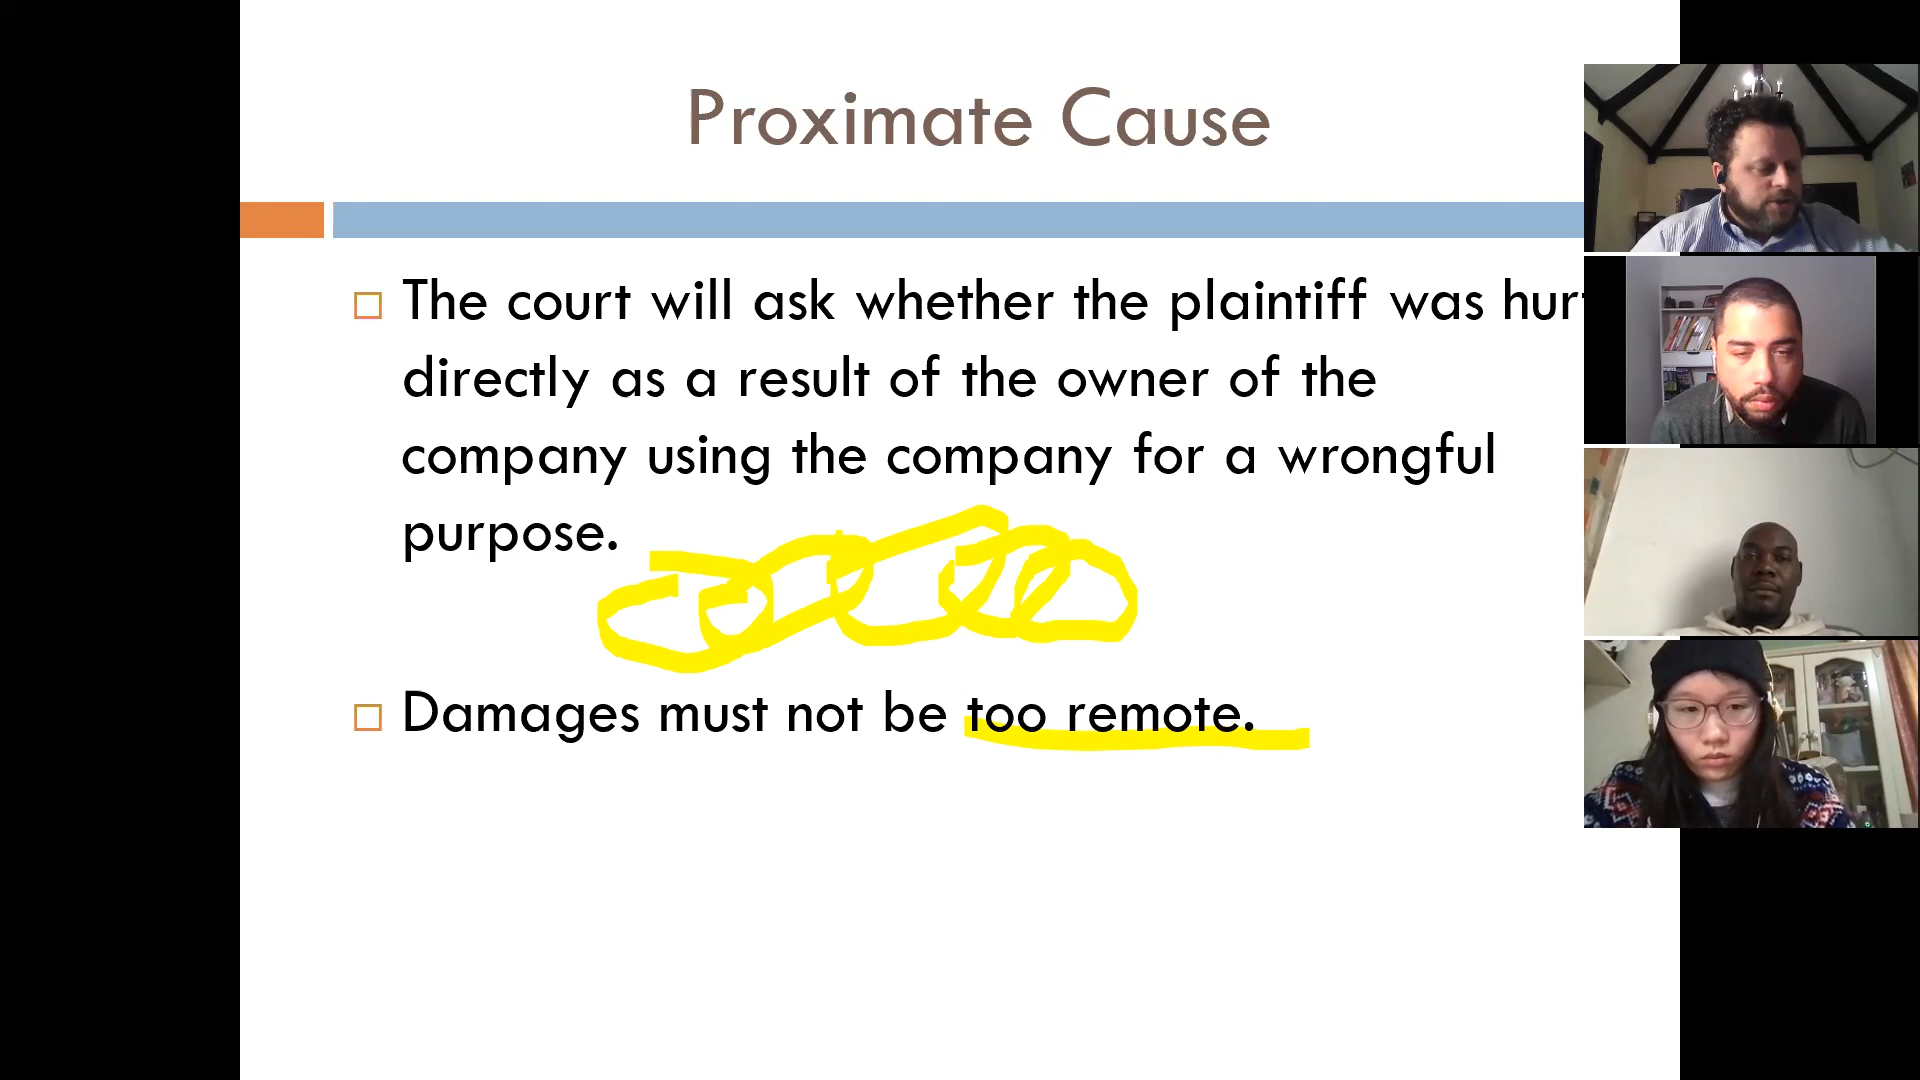 Proximate Cause
The court will ask whether the plaintiff was hurt
directly as a result of the owner of the
company using the company for a wrongful
purpose.
Damages must not be too remote.